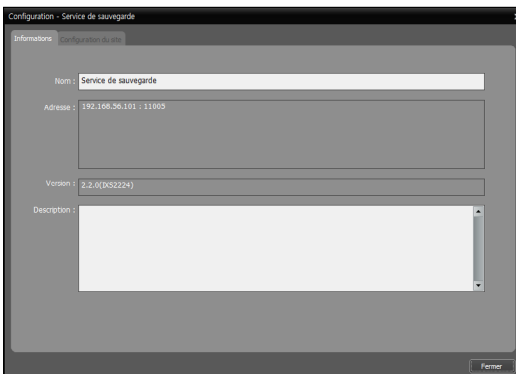 Configuration - Service de sauvegarde
Informations Configuration du site
Nom : Service de sauvegarde
Adresse : 192.168.56.101 : 11005
Version : 2.2.0(IX52224)
Description :
Fermer